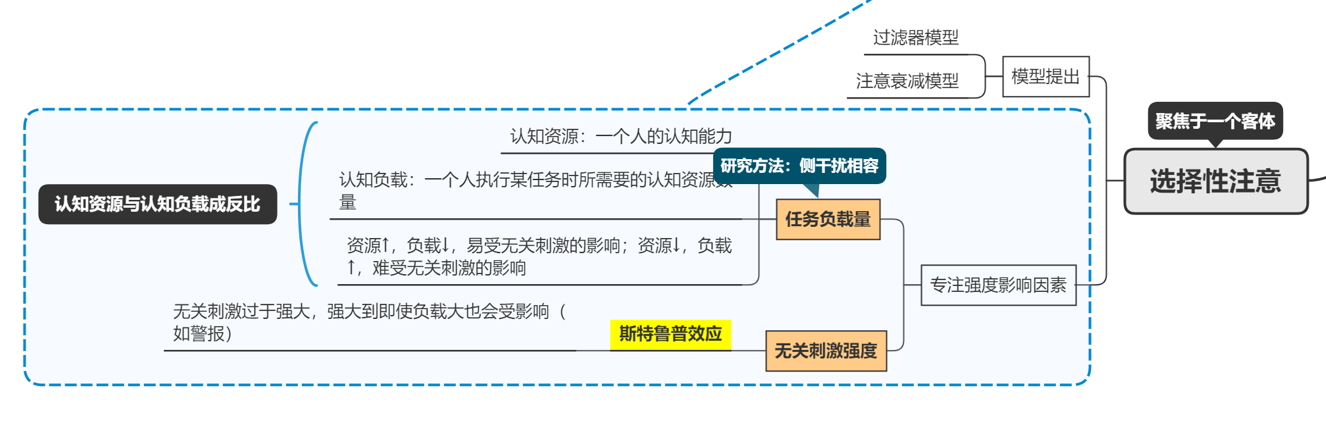 过滤器模型
注意衰减模型
模型提出
聚焦于一个客体
选择性注意
认知资源：一个人的认知能力
研究方法：侧干扰相容
认知负载：一个人执行某任务时所需要的认知资源数
量
认知资源与认知负载成反比
任务负载量
资源↑，负载↓，易受无关刺激的影响；资源↓，负载
↑，难受无关刺激的影响
专注强度影响因素
无关刺激过于强大，强大到即使负载大也会受影响（
如警报）
斯特鲁普效应
无关刺激强度